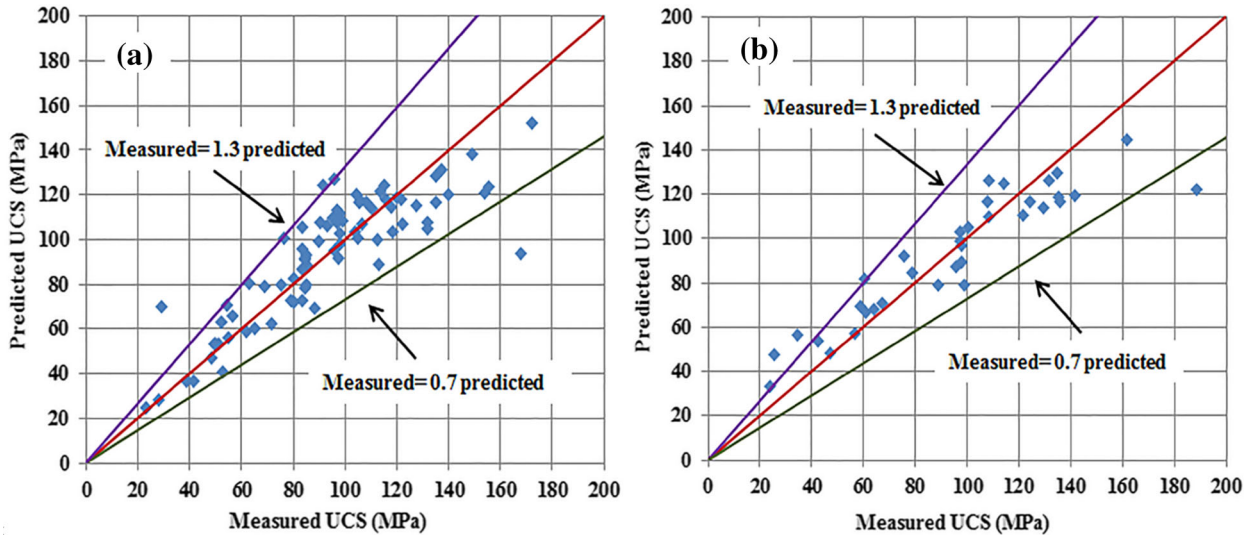 (a)
Predicted UCS (MPa)
200
180
160
140
120
100
80
60
40
20
0
Measured= 1.3 predicted
Measured= 0.7 predicted
0 20 40 60 80 100 120 140 160 180 200
Measured UCS (MPa)
(b)
Predicted UCS (MPa)
200
180
160
140
120
100
80
60
40
20
0
Measured= 1.3 predicted
Measured= 0.7 predicted
0 20 40 60 80 100 120 140 160 180 200
Measured UCS (MPa)